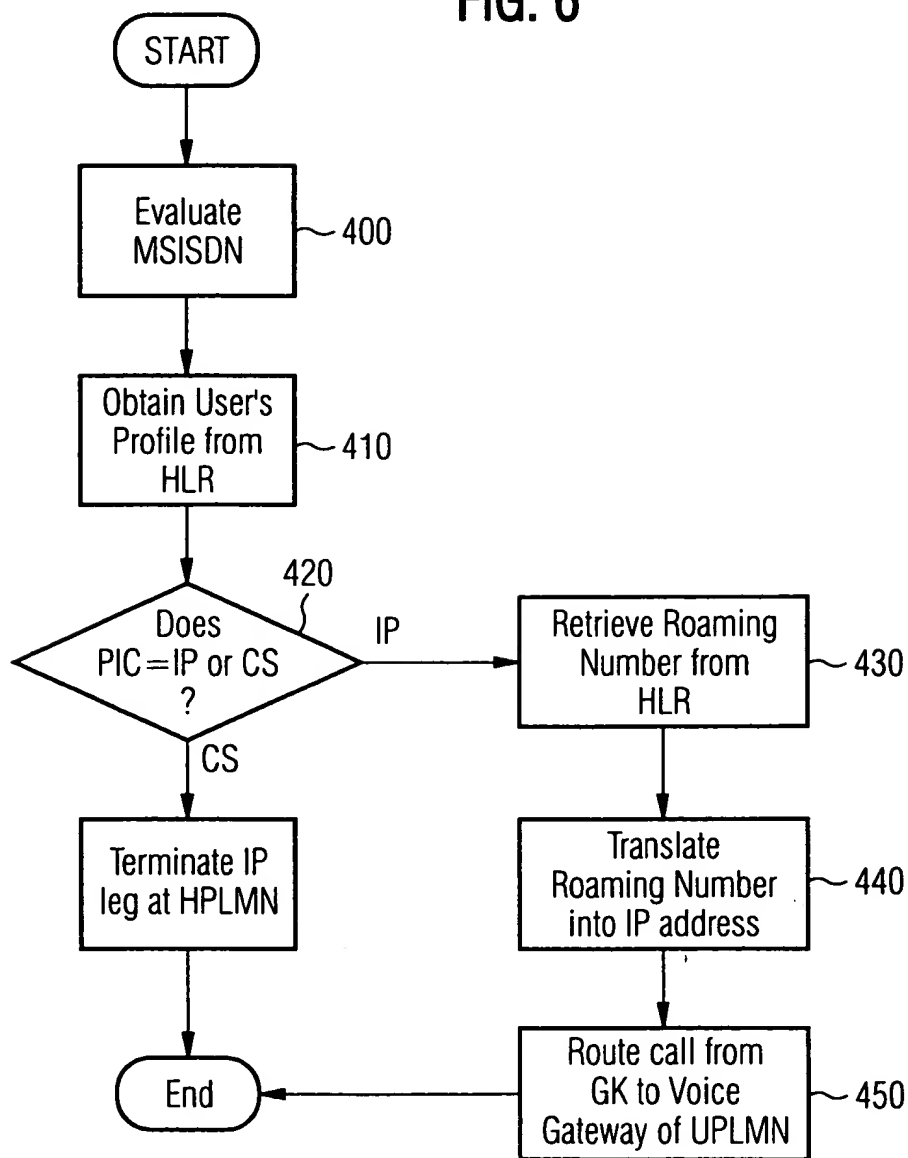 FIG. 6
START
Evaluate
MSISDN
400
Obtain User's
Profile from
HLR
410
420
Does
PIC=IP or CS
?
IP
CS
Retrieve Roaming
Number from
HLR
430
Terminate IP
leg at HPLMN
Translate
Roaming Number
into IP address
440
Route call from
GK to Voice
Gateway of UPLMN
450
End